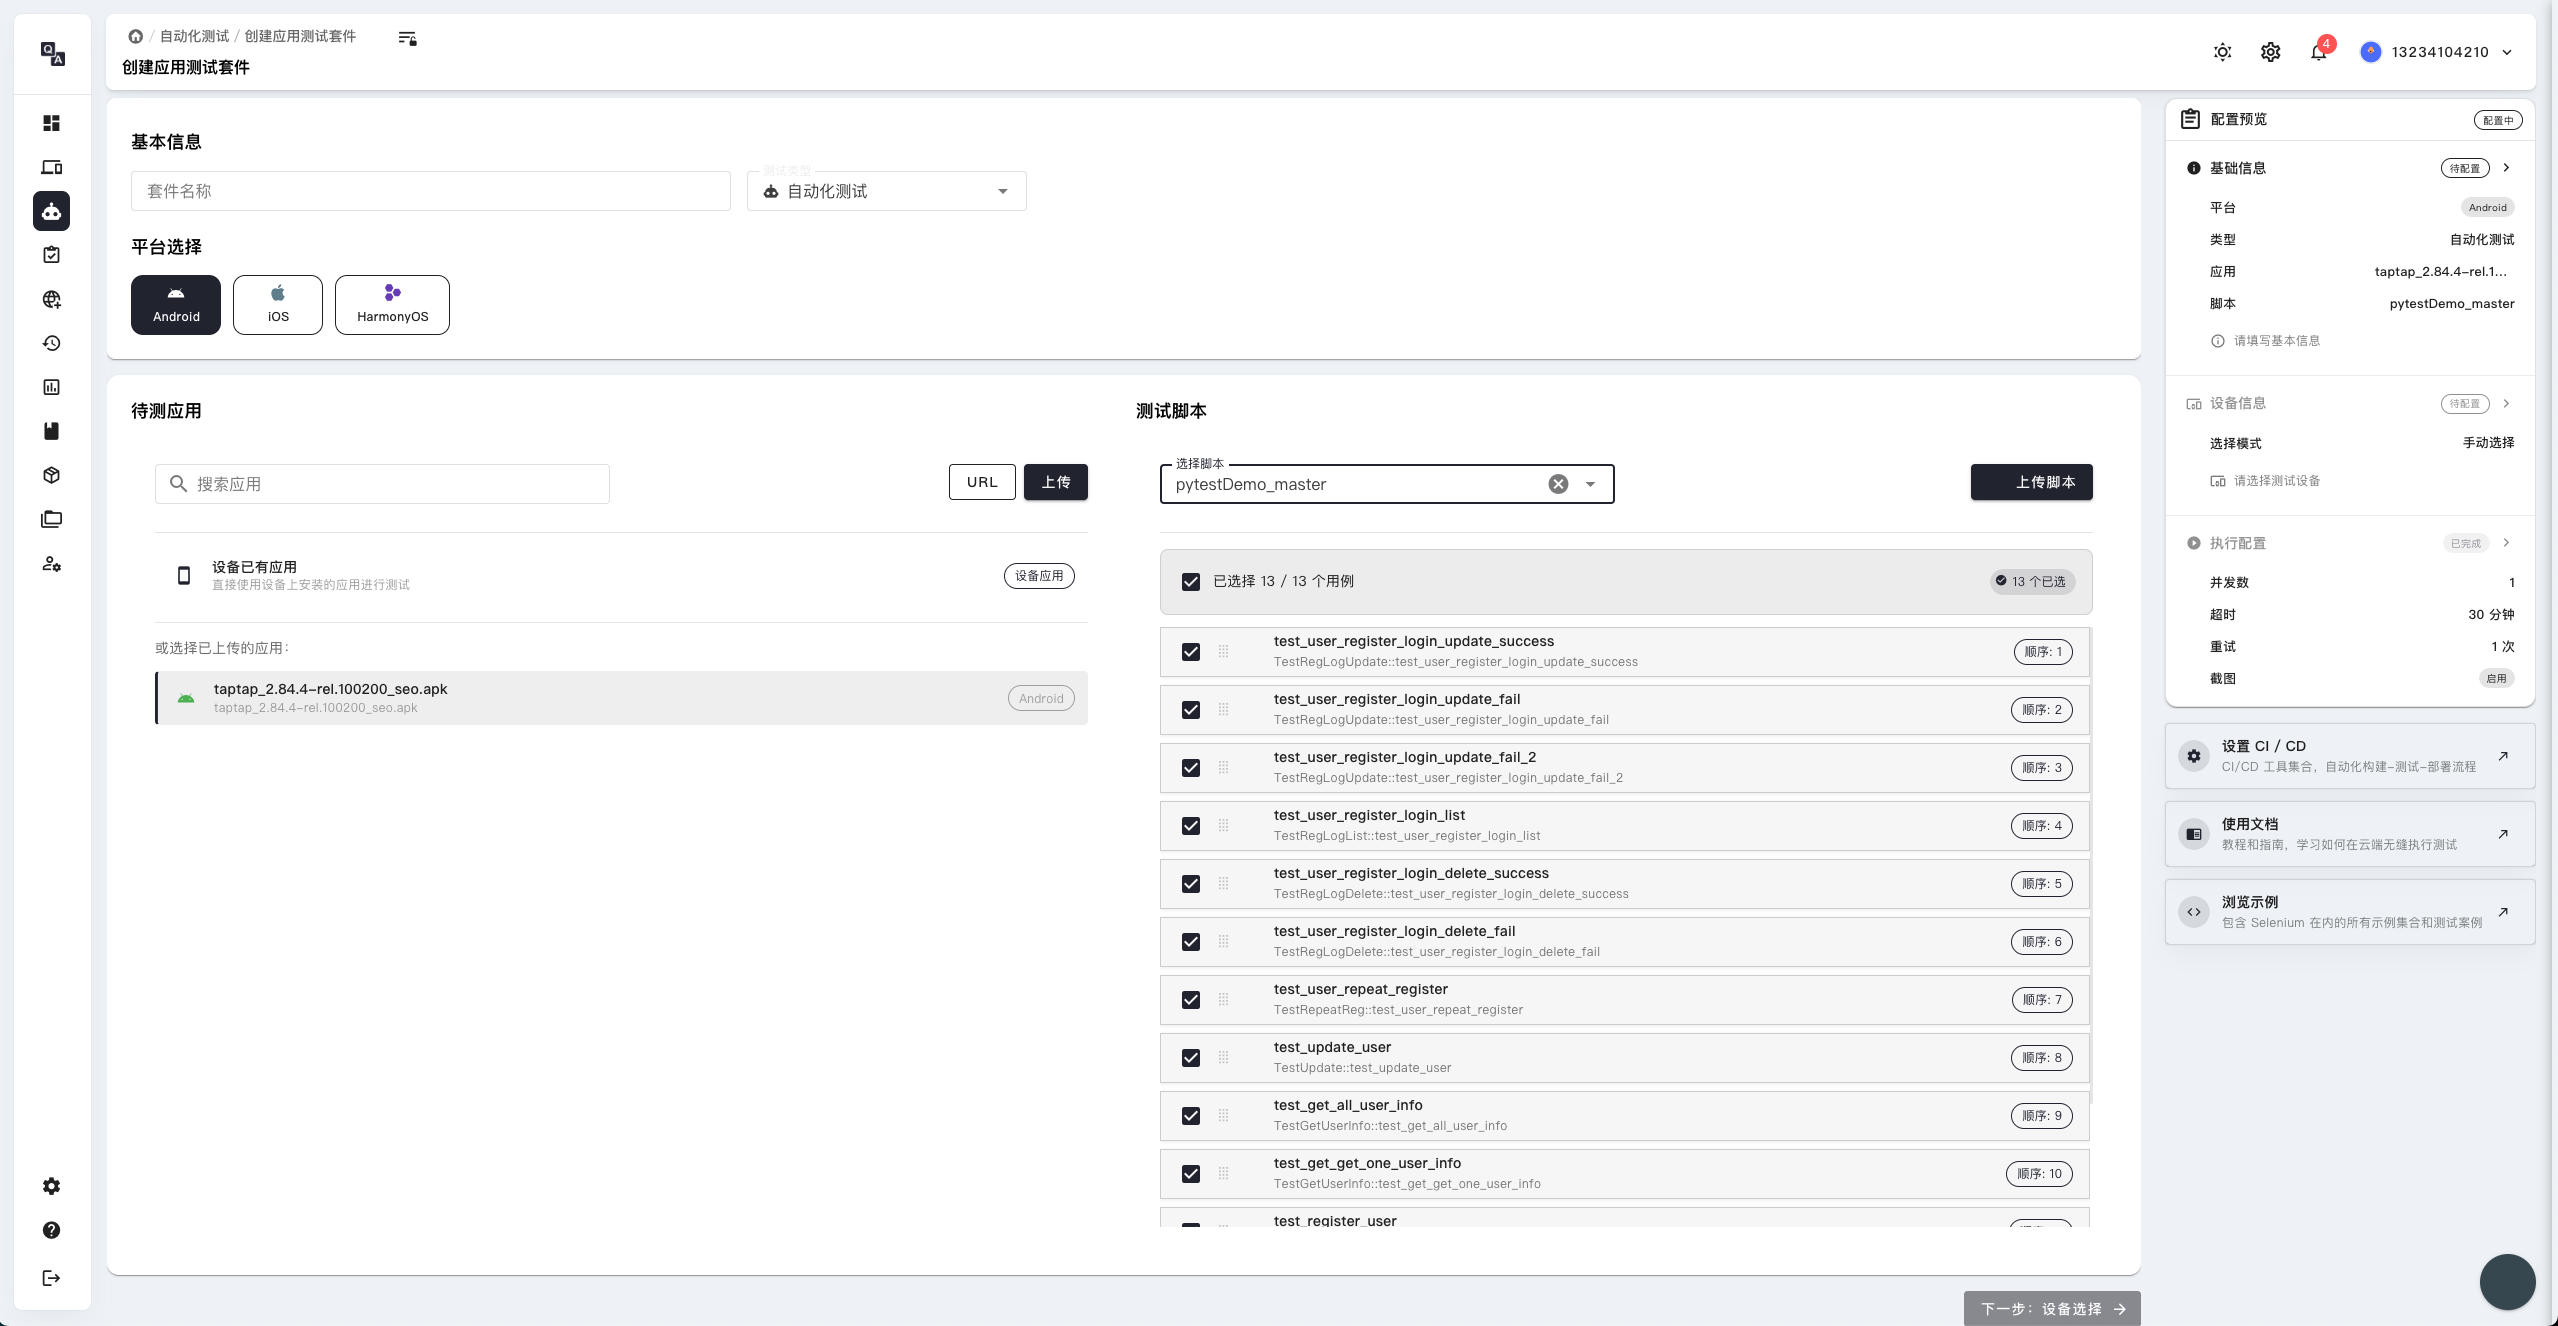 QA
/ 自动化测试 / 创建应用测试套件
创建应用测试套件
4
13234104210
基本信息
套件名称
测试类型
自动化测试
平台选择
Android
iOS
HarmonyOS
待测应用
搜索应用
URL
上传
设备已有应用
直接使用设备上安装的应用进行测试
设备应用
或选择已上传的应用:
taptap_2.84.4-rel.100200_seo.apk
taptap_2.84.4-rel.100200_seo.apk
Android
测试脚本
选择脚本
pytestDemo_master
上传脚本
已选择 13 / 13 个用例
13 个已选
test_user_register_login_update_success
TestRegLogUpdate::test_user_register_login_update_success
顺序: 1
test_user_register_login_update_fail
TestRegLogUpdate::test_user_register_login_update_fail
顺序: 2
test_user_register_login_update_fail_2
TestRegLogUpdate::test_user_register_login_update_fail_2
顺序: 3
test_user_register_login_list
TestRegLogList::test_user_register_login_list
顺序: 4
test_user_register_login_delete_success
TestRegLogDelete::test_user_register_login_delete_success
顺序: 5
test_user_register_login_delete_fail
TestRegLogDelete::test_user_register_login_delete_fail
顺序: 6
test_user_repeat_register
TestRepeatReg::test_user_repeat_register
顺序: 7
test_update_user
TestUpdate::test_update_user
顺序: 8
test_get_all_user_info
TestGetUserInfo::test_get_all_user_info
顺序: 9
test_get_get_one_user_info
TestGetUserInfo::test_get_get_one_user_info
顺序: 10
test_register_user
下一步：设备选择
配置预览
配置中
基础信息
待配置
平台
Android
类型
自动化测试
应用
taptap_2.84.4-rel.1...
脚本
pytestDemo_master
请填写基本信息
设备信息
待配置
选择模式
手动选择
请选择测试设备
执行配置
已完成
并发数
1
超时
30 分钟
重试
1 次
截图
启用
设置 CI / CD
CI/CD 工具集合，自动化构建-测试-部署流程
使用文档
教程和指南，学习如何在云端无缝执行测试
浏览示例
包含 Selenium 在内的所有示例集合和测试案例